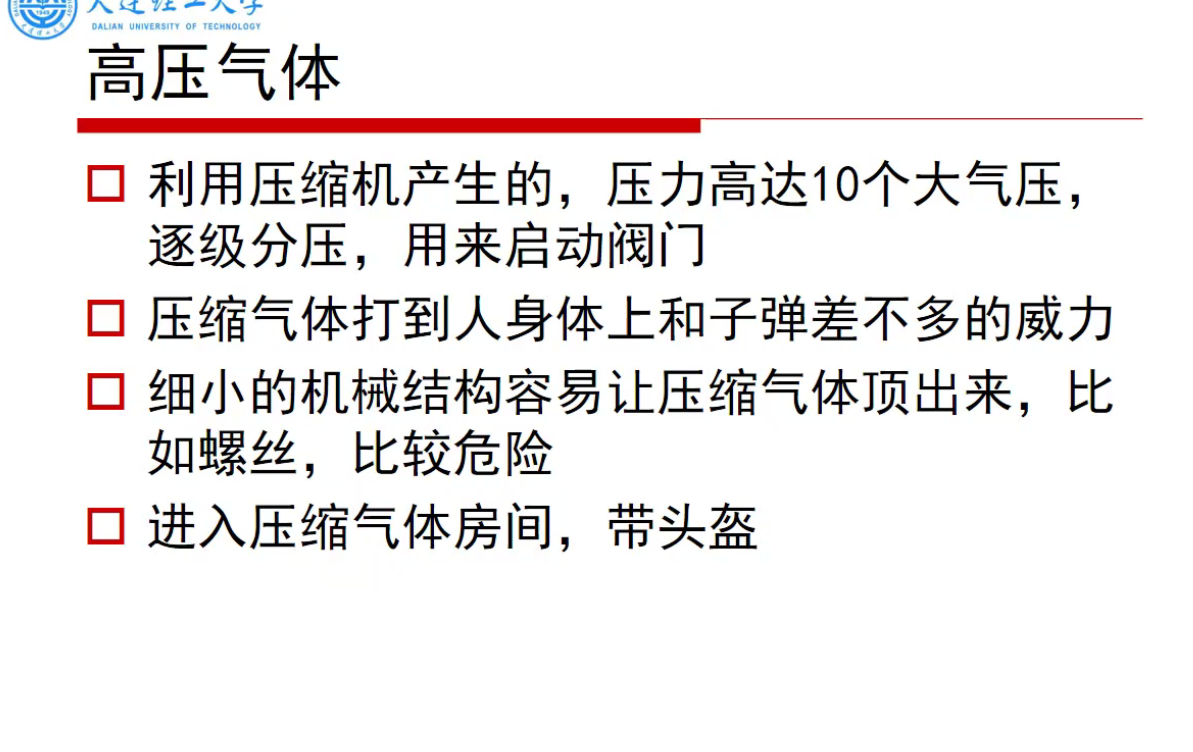 大连理工大学
DALIAN UNIVERSITY OF TECHNOLOGY
高压气体
利用压缩机产生的，压力高达10个大气压，
逐级分压，用来启动阀门
压缩气体打到人身体上和子弹差不多的威力
细小的机械结构容易让压缩气体顶出来，比
如螺丝，比较危险
进入压缩气体房间，带头盔